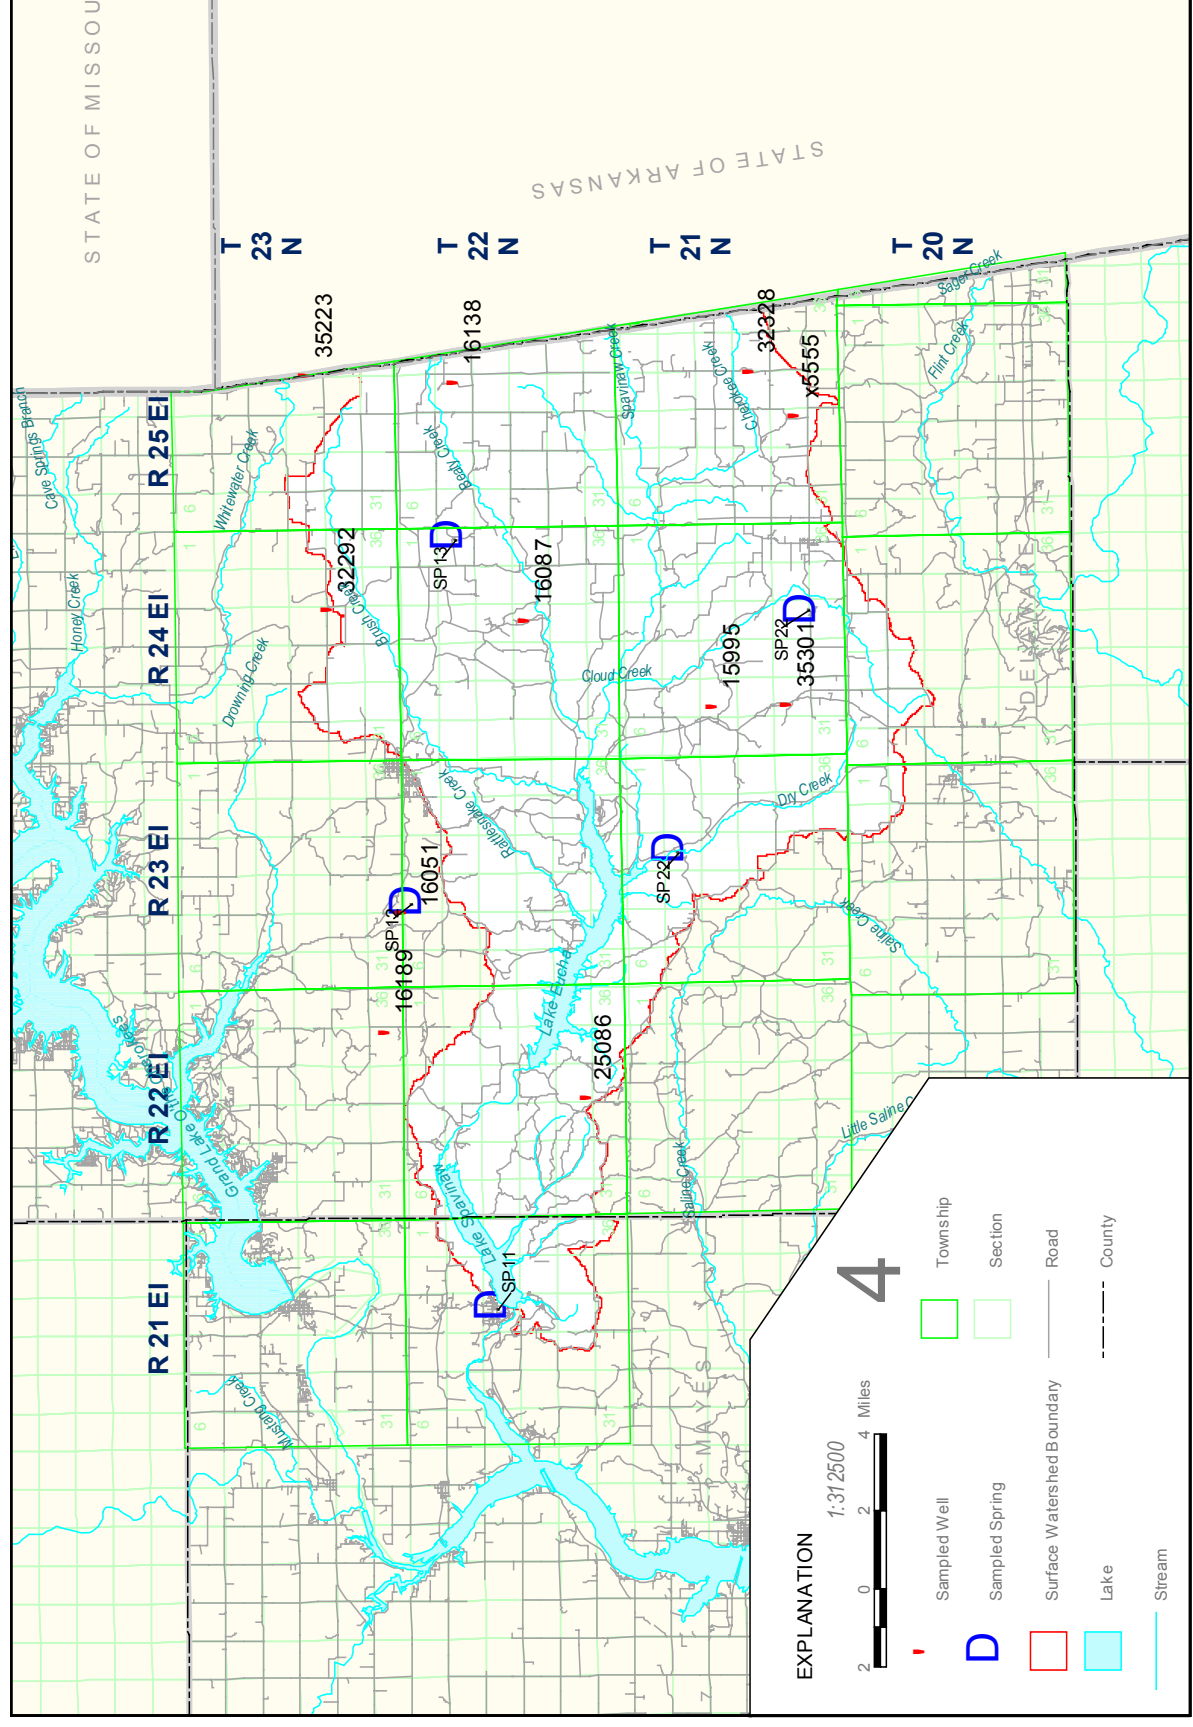 STATE OF MISSOU
STATE OF ARKANSAS
T 23 N
T 22 N
T 21 N
T 20 N
R 21 EI
R 22 EI
R 23 EI
R 24 EI
R 25 EI
Cave Springs Branch
Honey Creek
Whitewater Creek
Drowning Creek
Brush Creek
Beaty Creek
Spavinaw Creek
Cherokee Creek
Sager Creek
Flint Creek
Cloud Creek
Rattlesnake Creek
Dry Creek
Saline Creek
Saline Creek
Little Saline C
Mustang Creek
Lake Eucha
Lake Spavinaw
Grand Lake O' the Cherokees
DELAWARE
MAYES
35223
16138
32328
x5555
32292
16087
15995
35301
16051
16189
25086
SP13
SP22
SP22
SP12
SP11
EXPLANATION
1:312500
2 0 2 4 Miles
4
Sampled Well
Sampled Spring
Surface Watershed Boundary
Lake
Stream
Township
Section
Road
County